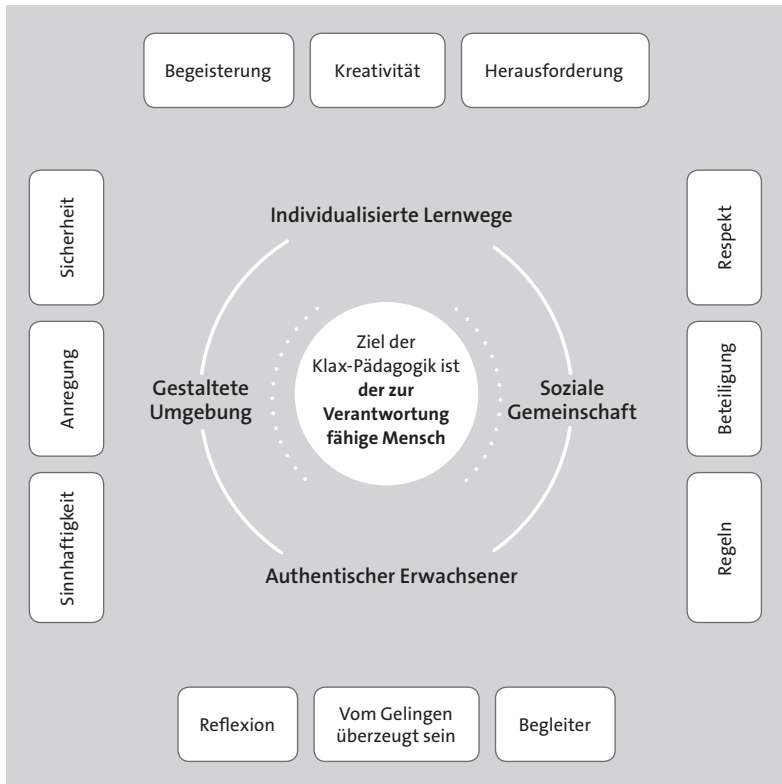 Begeisterung
Kreativität
Herausforderung
Individualisierte Lernwege
Sicherheit
Anregung
Sinnhaftigkeit
Gestaltete
Umgebung
Ziel der
Klax-Pädagogik ist
der zur
Verantwortung
fähige Mensch
Soziale
Gemeinschaft
Respekt
Beteiligung
Regeln
Authentischer Erwachsener
Reflexion
Vom Gelingen
überzeugt sein
Begleiter